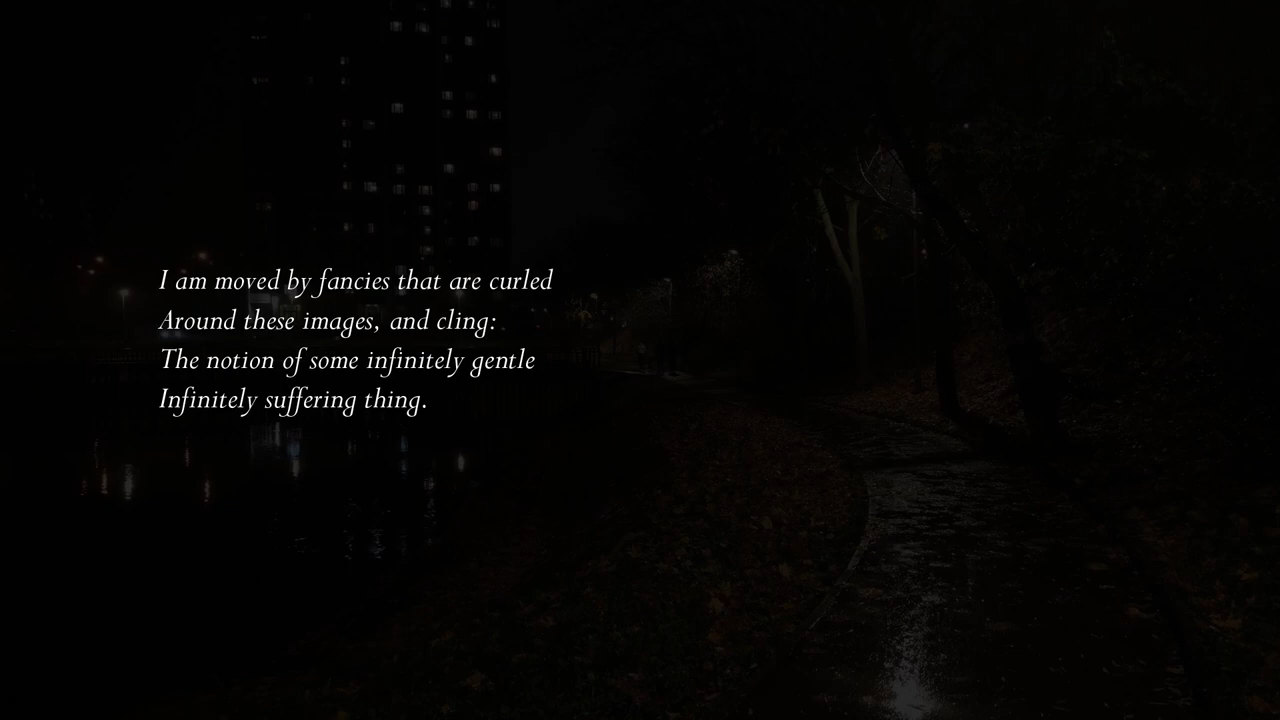 I am moved by fancies that are curled
Around these images, and cling:
The notion of some infinitely gentle
Infinitely suffering thing.